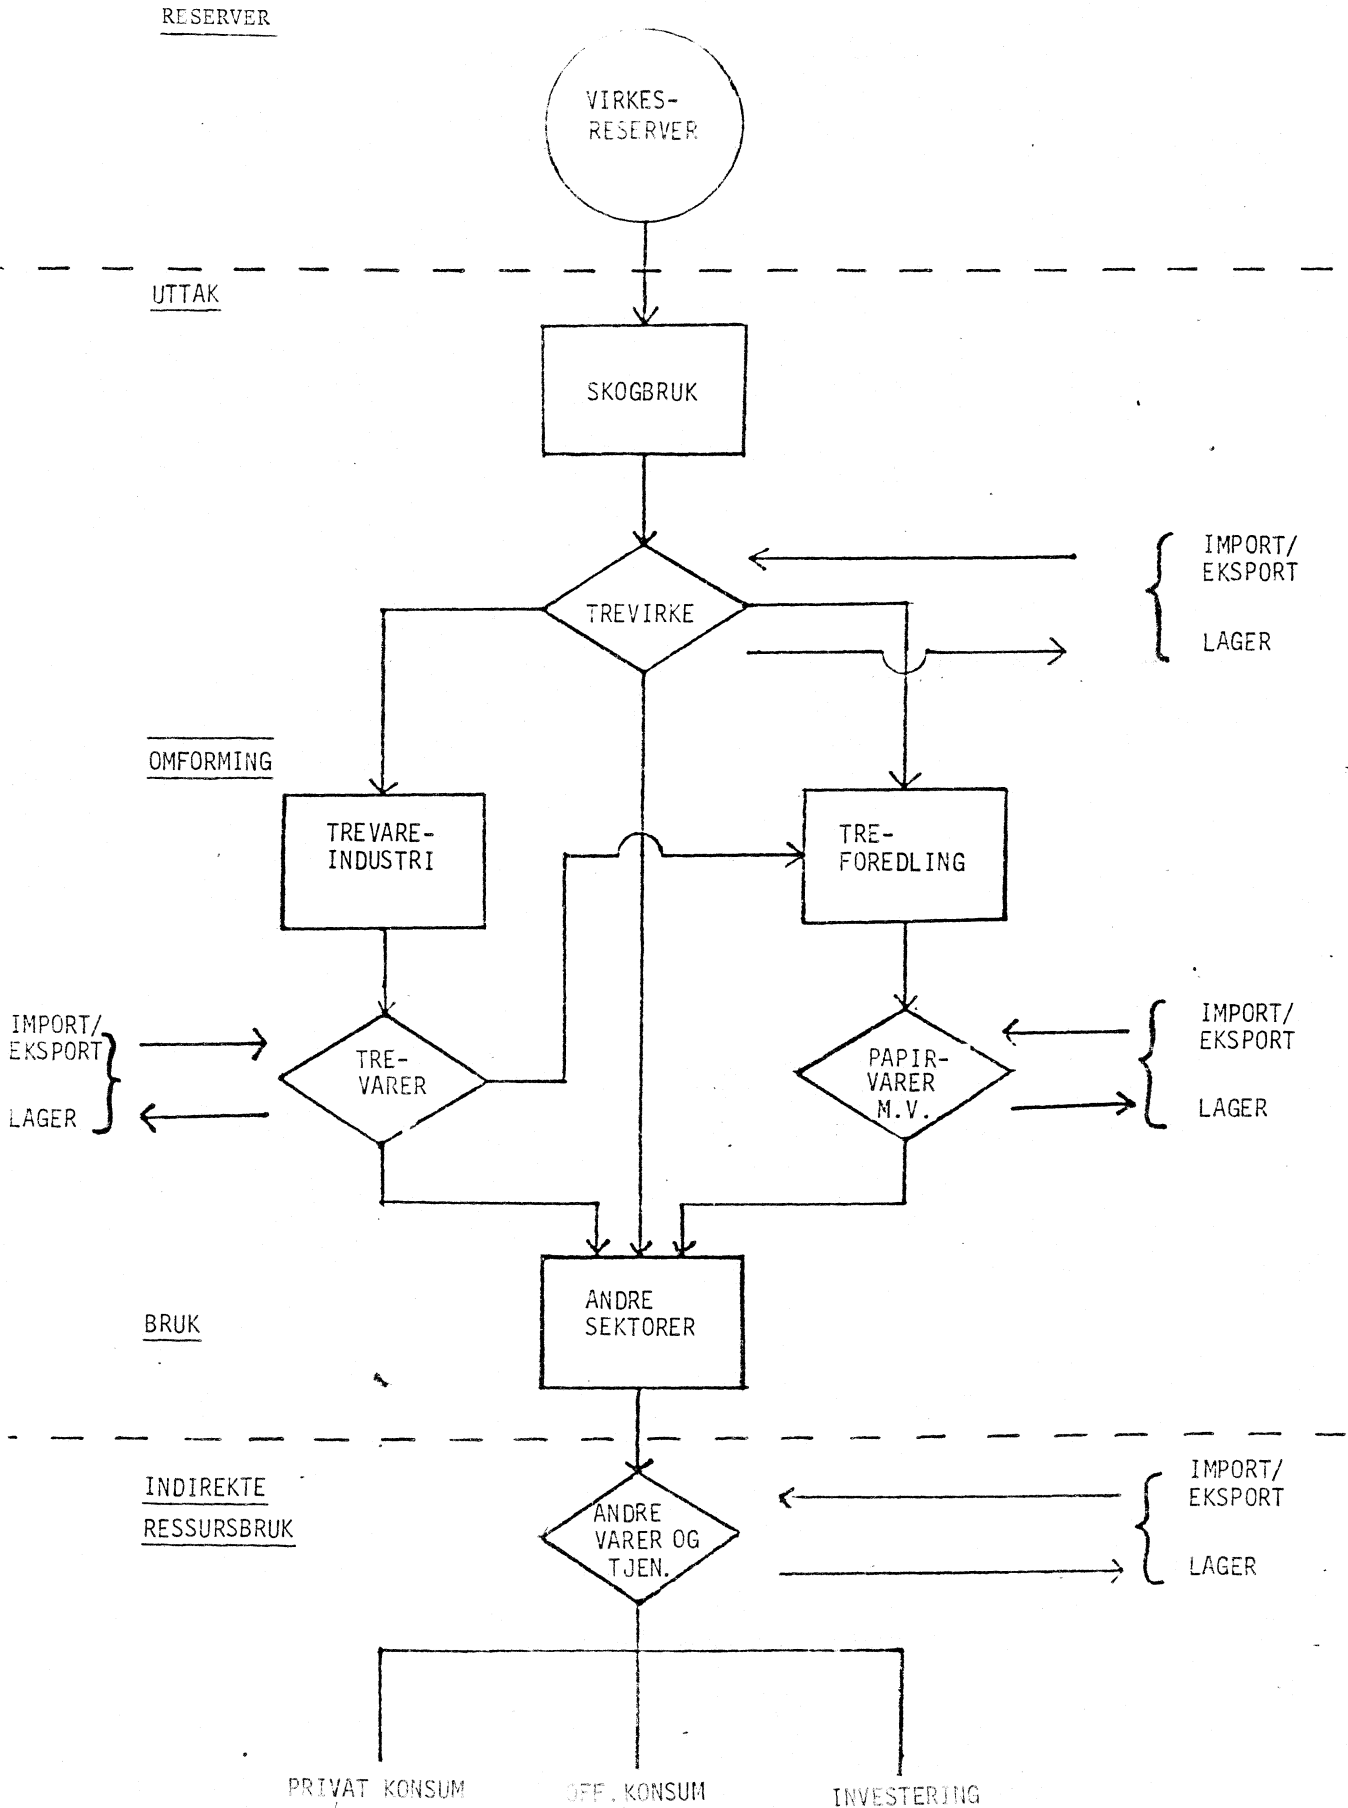 RESERVER
VIRKES-
RESERVER
UTTAK
SKOGBRUK
IMPORT/
EKSPORT
LAGER
TREVIRKE
OMFORMING
TREVARE-
INDUSTRI
TRE-
FOREDLING
IMPORT/
EKSPORT
LAGER
TRE-
VARER
PAPIR-
VARER
M.V.
IMPORT/
EKSPORT
LAGER
ANDRE
SEKTORER
BRUK
INDIREKTE
RESSURSBRUK
ANDRE
VARER OG
TJEN.
IMPORT/
EKSPORT
LAGER
PRIVAT KONSUM
OFF. KONSUM
INVESTERING